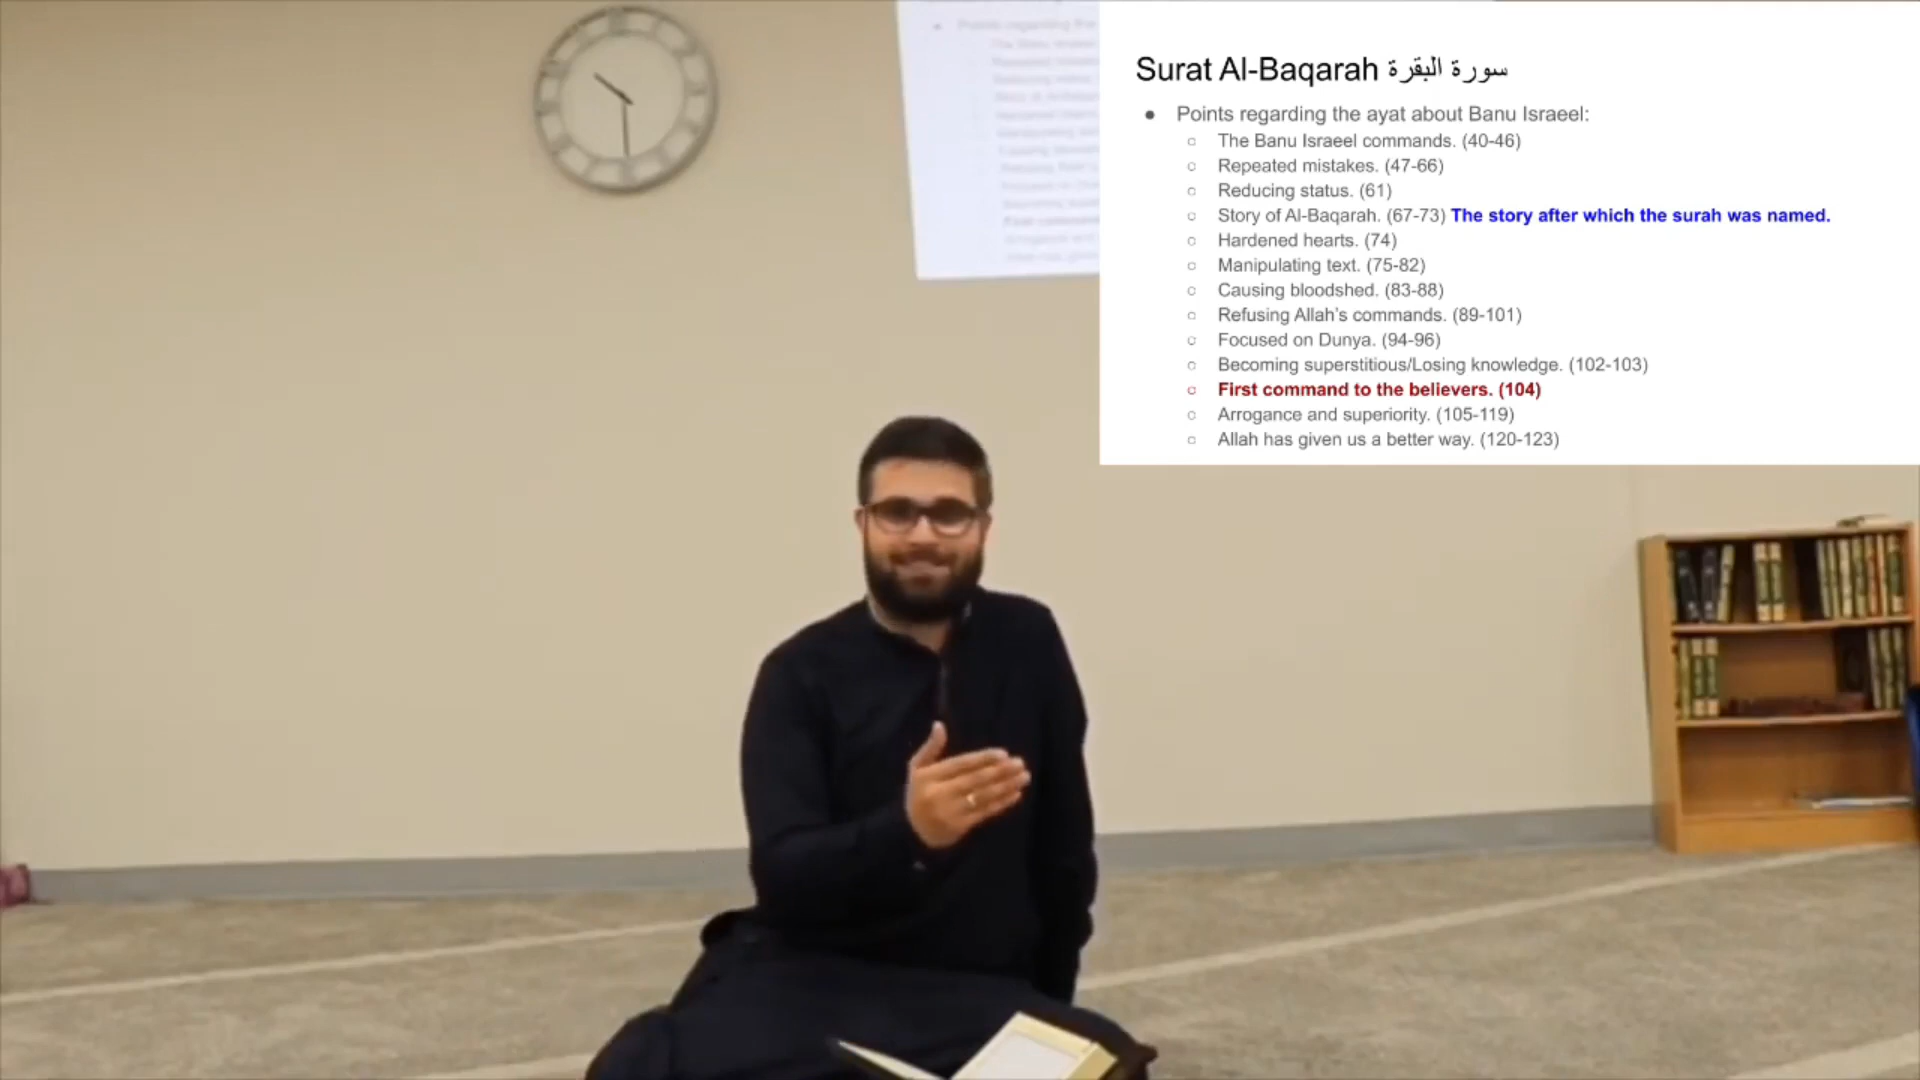 Surat Al-Baqarah سورة البقرة
● Points regarding the ayat about Banu Israeel:
○ The Banu Israeel commands. (40-46)
○ Repeated mistakes. (47-66)
○ Reducing status. (61)
○ Story of Al-Baqarah. (67-73) The story after which the surah was named.
○ Hardened hearts. (74)
○ Manipulating text. (75-82)
○ Causing bloodshed. (83-88)
○ Refusing Allah's commands. (89-101)
○ Focused on Dunya. (94-96)
○ Becoming superstitious/Losing knowledge. (102-103)
○ First command to the believers. (104)
○ Arrogance and superiority. (105-119)
○ Allah has given us a better way. (120-123)